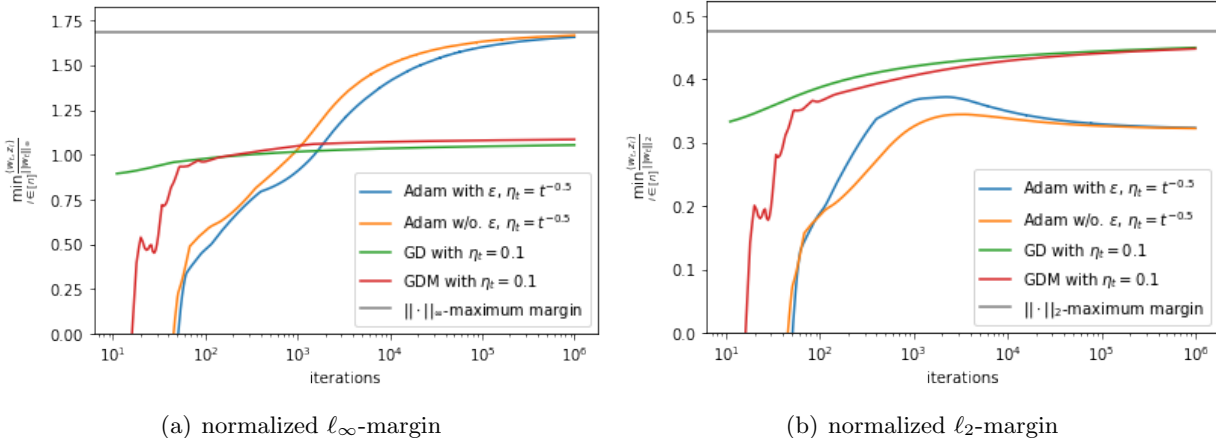 1.75
1.50
1.25
1.00
0.75
0.50
0.25
0.00
min_{i∈[n]} ⟨w_t, z_i⟩ / ||w_t||_∞
Adam with ε, η_t = t^{-0.5}
Adam w/o. ε, η_t = t^{-0.5}
GD with η_t = 0.1
GDM with η_t = 0.1
|| · ||_∞-maximum margin
10^1 10^2 10^3 10^4 10^5 10^6
iterations
(a) normalized ℓ_∞-margin
0.5
0.4
0.3
0.2
0.1
0.0
min_{i∈[n]} ⟨w_t, z_i⟩ / ||w_t||_2
Adam with ε, η_t = t^{-0.5}
Adam w/o. ε, η_t = t^{-0.5}
GD with η_t = 0.1
GDM with η_t = 0.1
|| · ||_2-maximum margin
10^1 10^2 10^3 10^4 10^5 10^6
iterations
(b) normalized ℓ_2-margin